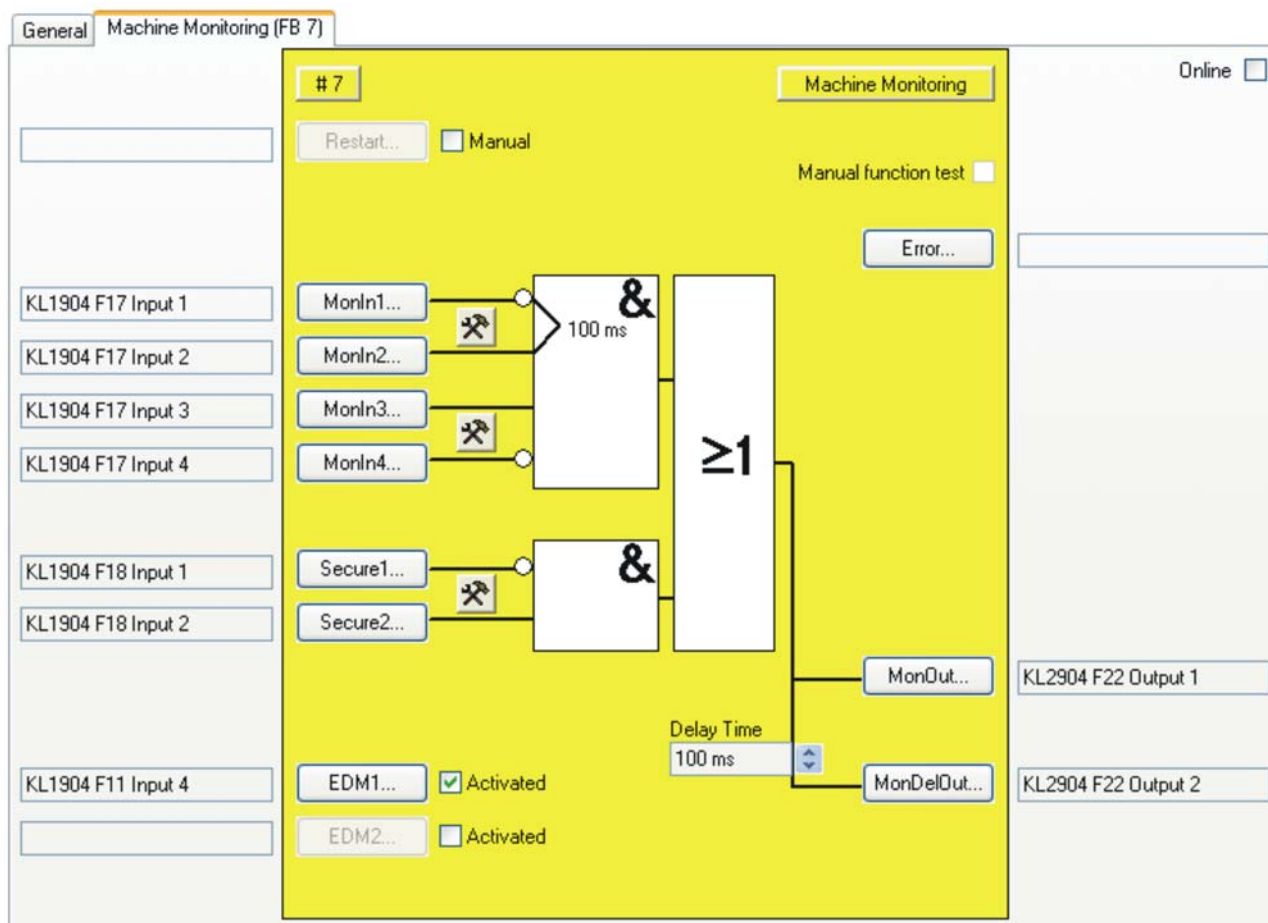 General Machine Monitoring (FB 7)
# 7 Machine Monitoring Online
Restart... Manual
Manual function test
Error...
KL1904 F17 Input 1 MonIn1... &
100 ms
KL1904 F17 Input 2 MonIn2...
KL1904 F17 Input 3 MonIn3...
KL1904 F17 Input 4 MonIn4... ≥1
KL1904 F18 Input 1 Secure1... &
KL1904 F18 Input 2 Secure2...
MonOut... KL2904 F22 Output 1
Delay Time
100 ms
KL1904 F11 Input 4 EDM1... Activated MonDelOut... KL2904 F22 Output 2
EDM2... Activated